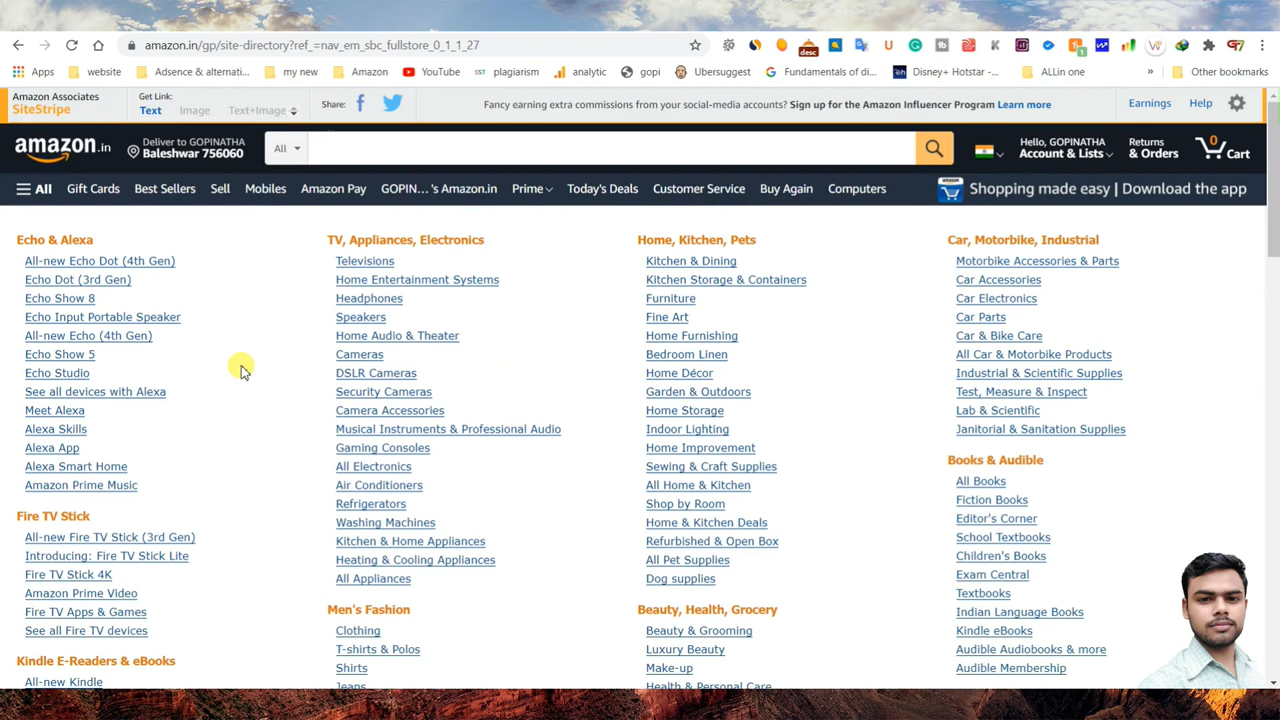 amazon.in/gp/site-directory?ref_=nav_em_sbc_fullstore_0_1_1_27
Apps
website
Adsence & alternati...
my new
Amazon
YouTube
SST plagiarism
analytic
gopi
Ubersuggest
Fundamentals of di...
Disney+ Hotstar -...
ALLin one
»
Other bookmarks
Amazon Associates
SiteStripe
Get Link:
Text Image Text+Image
Share:
Fancy earning extra commissions from your social-media accounts? Sign up for the Amazon Influencer Program Learn more
Earnings
Help
amazon.in
Deliver to GOPINATHA
Baleshwar 756060
All
Hello, GOPINATHA
Account & Lists
Returns
& Orders
0
Cart
All
Gift Cards
Best Sellers
Sell
Mobiles
Amazon Pay
GOPIN... 's Amazon.in
Prime
Today's Deals
Customer Service
Buy Again
Computers
Shopping made easy | Download the app
Echo & Alexa
All-new Echo Dot (4th Gen)
Echo Dot (3rd Gen)
Echo Show 8
Echo Input Portable Speaker
All-new Echo (4th Gen)
Echo Show 5
Echo Studio
See all devices with Alexa
Meet Alexa
Alexa Skills
Alexa App
Alexa Smart Home
Amazon Prime Music
Fire TV Stick
All-new Fire TV Stick (3rd Gen)
Introducing: Fire TV Stick Lite
Fire TV Stick 4K
Amazon Prime Video
Fire TV Apps & Games
See all Fire TV devices
Kindle E-Readers & eBooks
All-new Kindle
TV, Appliances, Electronics
Televisions
Home Entertainment Systems
Headphones
Speakers
Home Audio & Theater
Cameras
DSLR Cameras
Security Cameras
Camera Accessories
Musical Instruments & Professional Audio
Gaming Consoles
All Electronics
Air Conditioners
Refrigerators
Washing Machines
Kitchen & Home Appliances
Heating & Cooling Appliances
All Appliances
Men's Fashion
Clothing
T-shirts & Polos
Shirts
Jeans
Home, Kitchen, Pets
Kitchen & Dining
Kitchen Storage & Containers
Furniture
Fine Art
Home Furnishing
Bedroom Linen
Home Décor
Garden & Outdoors
Home Storage
Indoor Lighting
Home Improvement
Sewing & Craft Supplies
All Home & Kitchen
Shop by Room
Home & Kitchen Deals
Refurbished & Open Box
All Pet Supplies
Dog supplies
Beauty, Health, Grocery
Beauty & Grooming
Luxury Beauty
Make-up
Health & Personal Care
Car, Motorbike, Industrial
Motorbike Accessories & Parts
Car Accessories
Car Electronics
Car Parts
Car & Bike Care
All Car & Motorbike Products
Industrial & Scientific Supplies
Test, Measure & Inspect
Lab & Scientific
Janitorial & Sanitation Supplies
Books & Audible
All Books
Fiction Books
Editor's Corner
School Textbooks
Children's Books
Exam Central
Textbooks
Indian Language Books
Kindle eBooks
Audible Audiobooks & more
Audible Membership